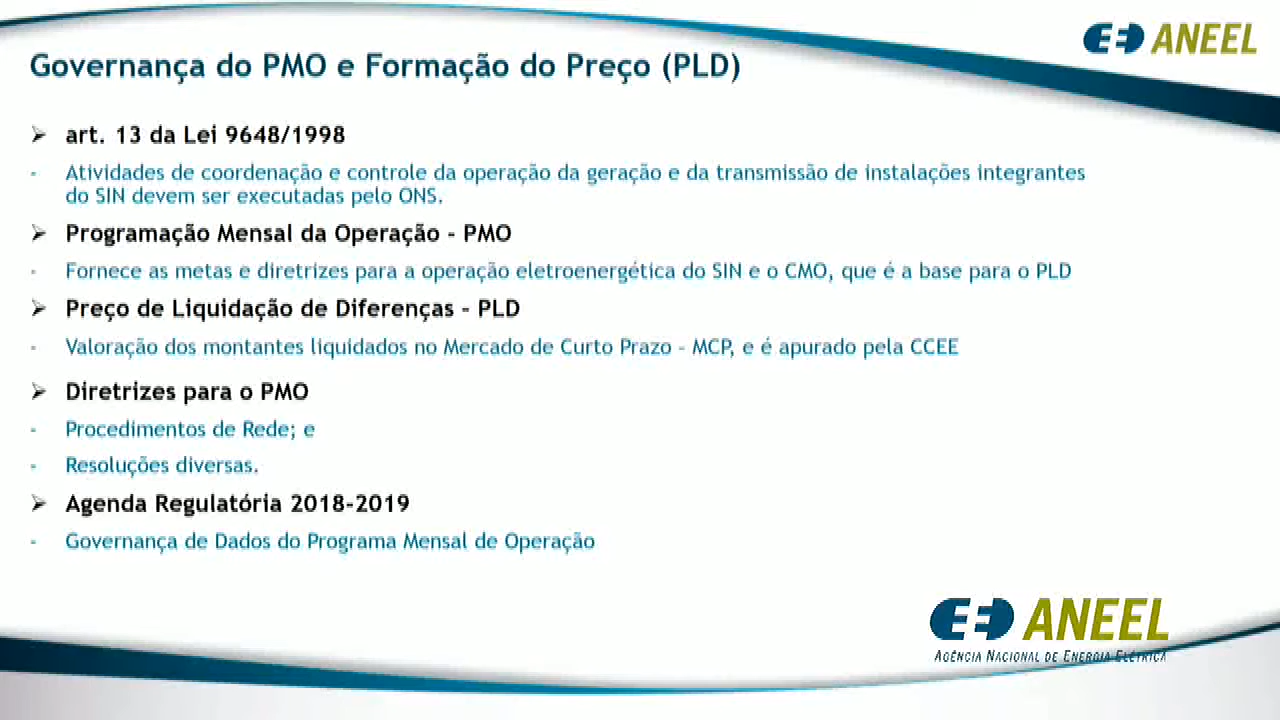 ANEEL
Governança do PMO e Formação do Preço (PLD)
➢ art. 13 da Lei 9648/1998
- Atividades de coordenação e controle da operação da geração e da transmissão de instalações integrantes
do SIN devem ser executadas pelo ONS.
➢ Programação Mensal da Operação - PMO
- Fornece as metas e diretrizes para a operação eletroenergética do SIN e o CMO, que é a base para o PLD
➢ Preço de Liquidação de Diferenças - PLD
- Valoração dos montantes liquidados no Mercado de Curto Prazo - MCP, e é apurado pela CCEE
➢ Diretrizes para o PMO
- Procedimentos de Rede; e
- Resoluções diversas.
➢ Agenda Regulatória 2018-2019
- Governança de Dados do Programa Mensal de Operação
ANEEL
AGÊNCIA NACIONAL DE ENERGIA ELÉTRICA